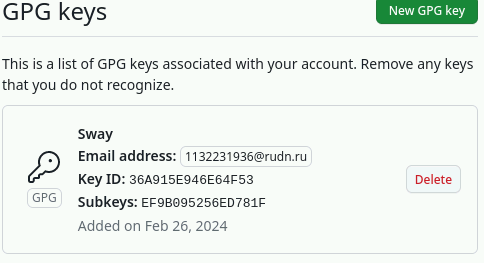 GPG keys
New GPG key
This is a list of GPG keys associated with your account. Remove any keys
that you do not recognize.
Sway
Email address: 1132231936@rudn.ru
Key ID: 36A915E946E64F53
Subkeys: EF9B095256ED781F
Added on Feb 26, 2024
GPG
Delete